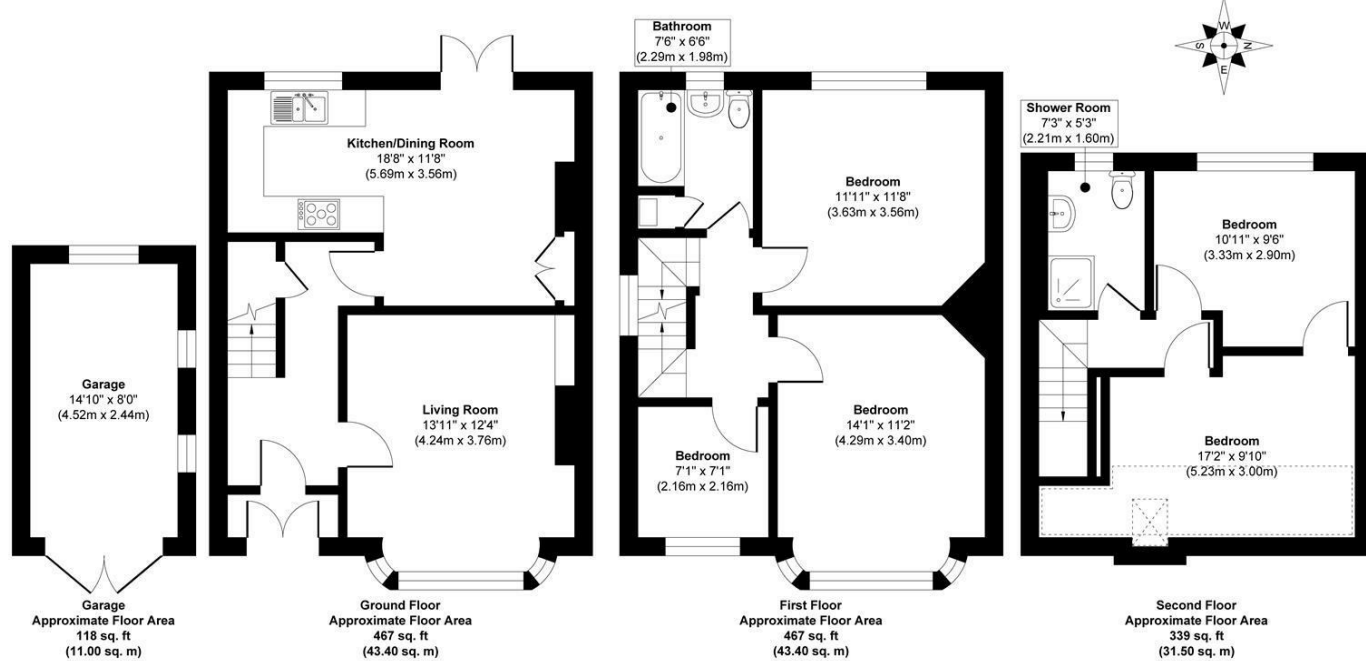 Bathroom
7'6" x 6'6"
(2.29m x 1.98m)
W
S
N
E
Shower Room
7'3" x 5'3"
(2.21m x 1.60m)
Kitchen/Dining Room
18'8" x 11'8"
(5.69m x 3.56m)
Bedroom
11'11" x 11'8"
(3.63m x 3.56m)
Bedroom
10'11" x 9'6"
(3.33m x 2.90m)
Garage
14'10" x 8'0"
(4.52m x 2.44m)
Living Room
13'11" x 12'4"
(4.24m x 3.76m)
Bedroom
7'1" x 7'1"
(2.16m x 2.16m)
Bedroom
14'1" x 11'2"
(4.29m x 3.40m)
Bedroom
17'2" x 9'10"
(5.23m x 3.00m)
Garage
Approximate Floor Area
118 sq. ft
(11.00 sq. m)
Ground Floor
Approximate Floor Area
467 sq. ft
(43.40 sq. m)
First Floor
Approximate Floor Area
467 sq. ft
(43.40 sq. m)
Second Floor
Approximate Floor Area
339 sq. ft
(31.50 sq. m)